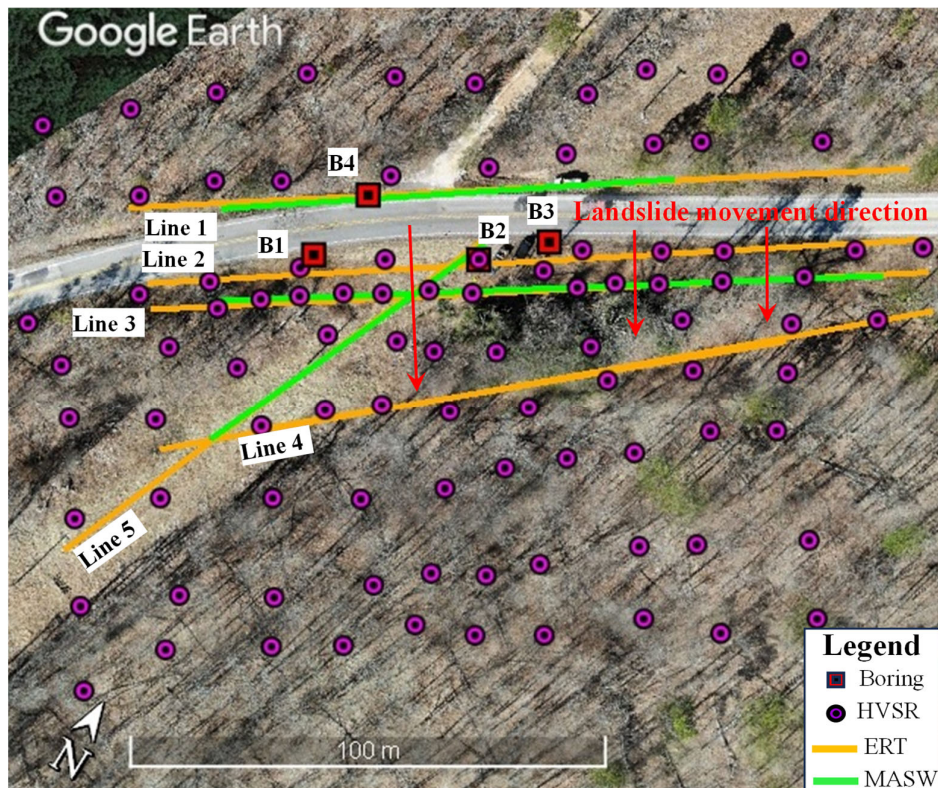 Google Earth
B4
B3
B2
Landslide movement direction
Line 1
B1
Line 2
Line 3
Line 4
Line 5
Legend
Boring
HVSR
ERT
MASW
N
100 m